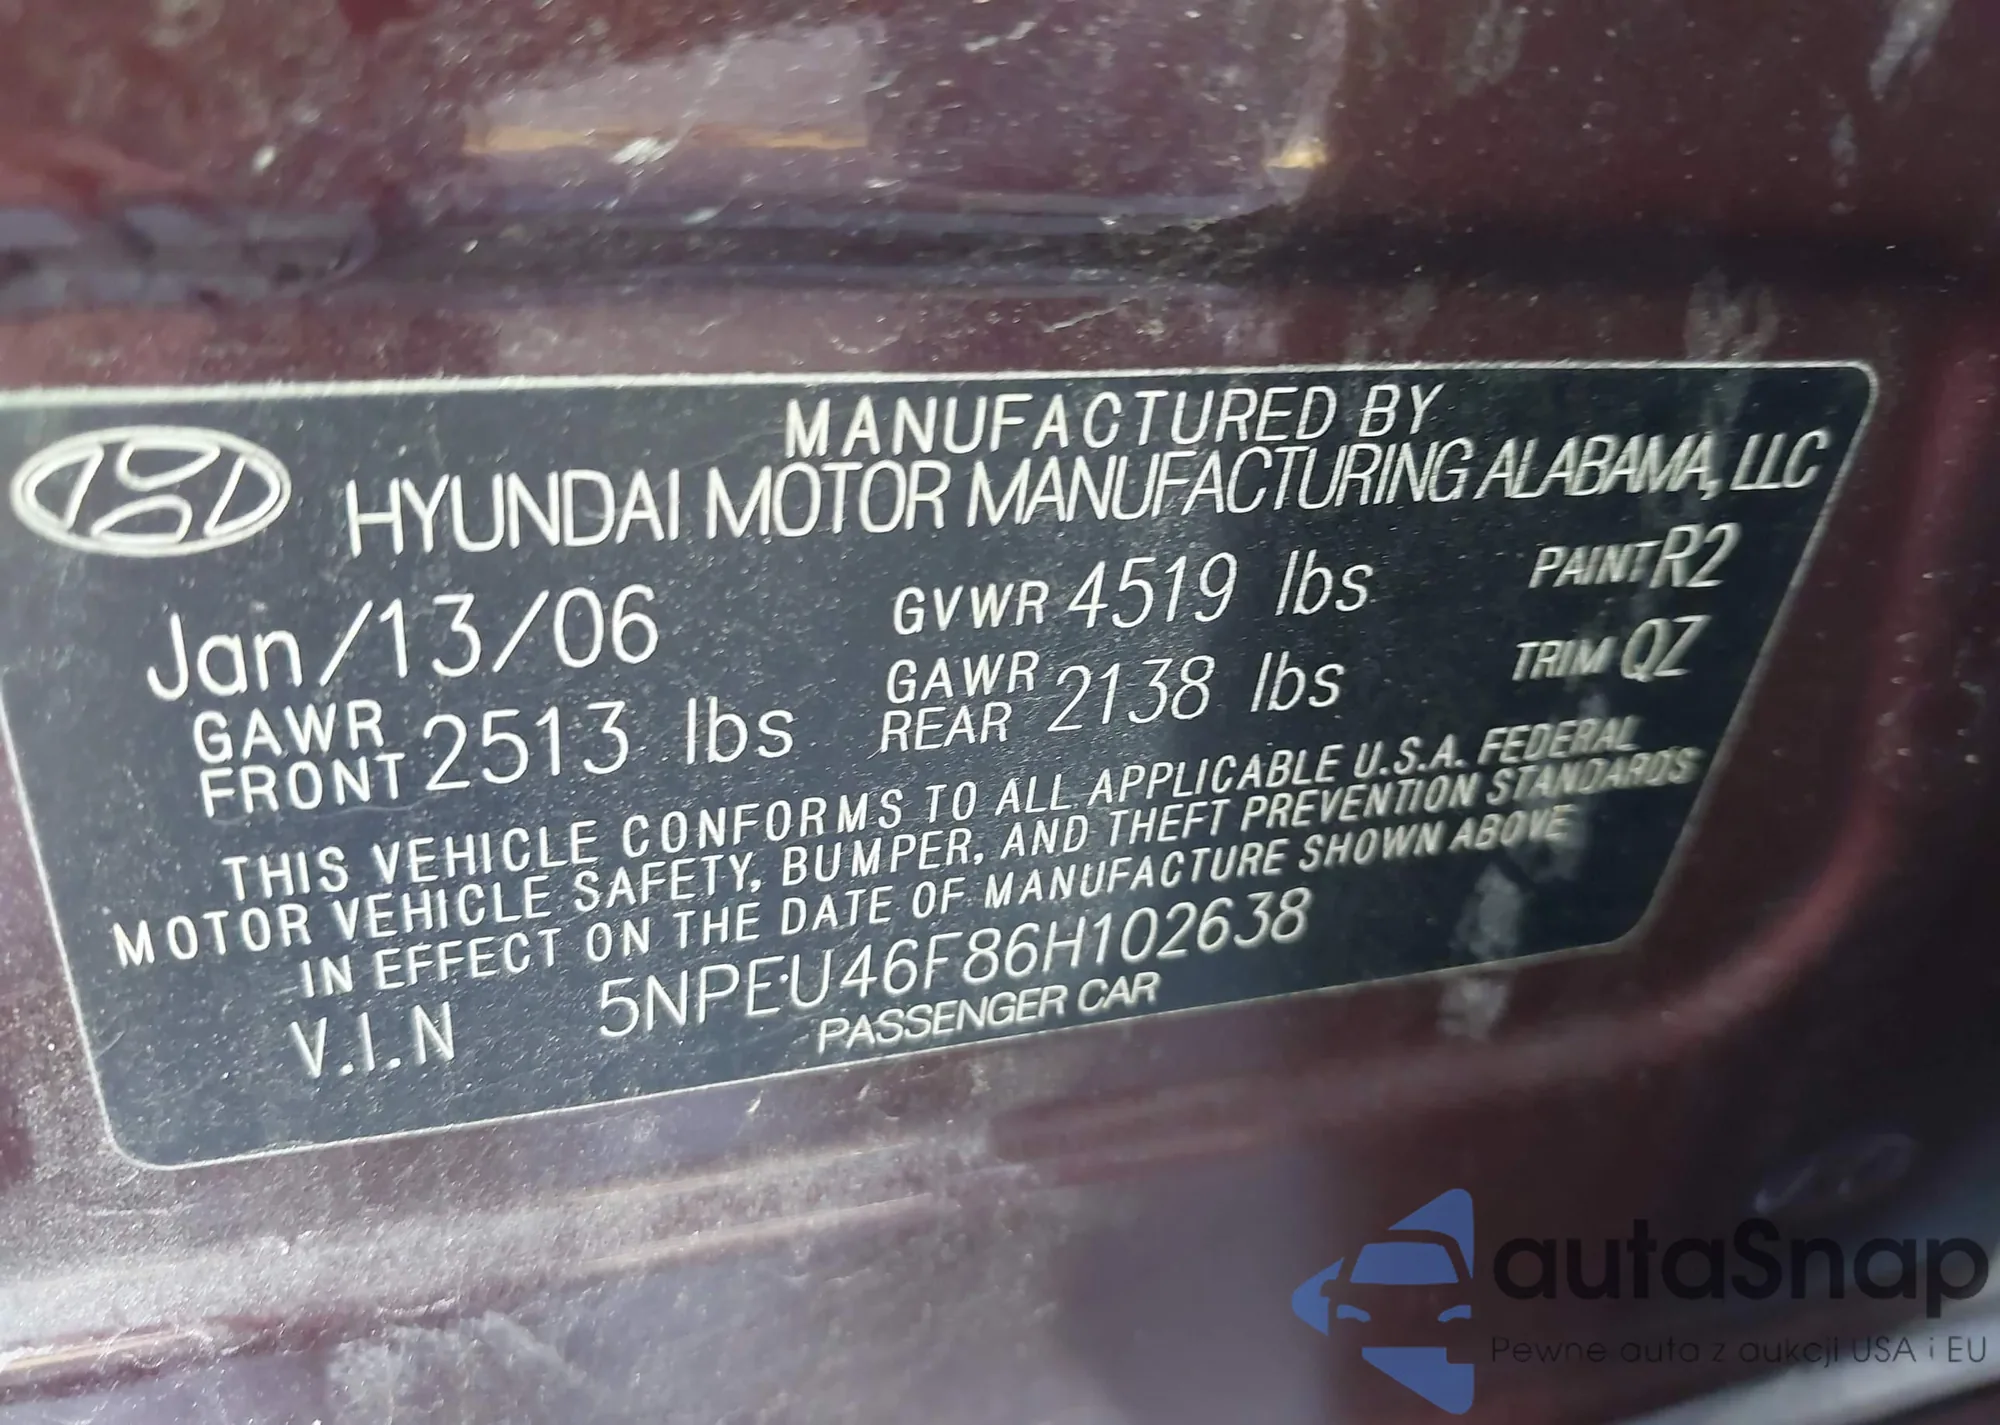 MANUFACTURED BY
HYUNDAI MOTOR MANUFACTURING ALABAMA, LLC
Jan/13/06 GVWR 4519 lbs PAINT R2
GAWR FRONT 2513 lbs GAWR REAR 2138 lbs TRIM QZ
THIS VEHICLE CONFORMS TO ALL APPLICABLE U.S.A. FEDERAL
MOTOR VEHICLE SAFETY, BUMPER, AND THEFT PREVENTION STANDARDS
IN EFFECT ON THE DATE OF MANUFACTURE SHOWN ABOVE
V.I.N 5NPEU46F86H102638
PASSENGER CAR
autaSnap
Pewne auta z aukcji USA i EU